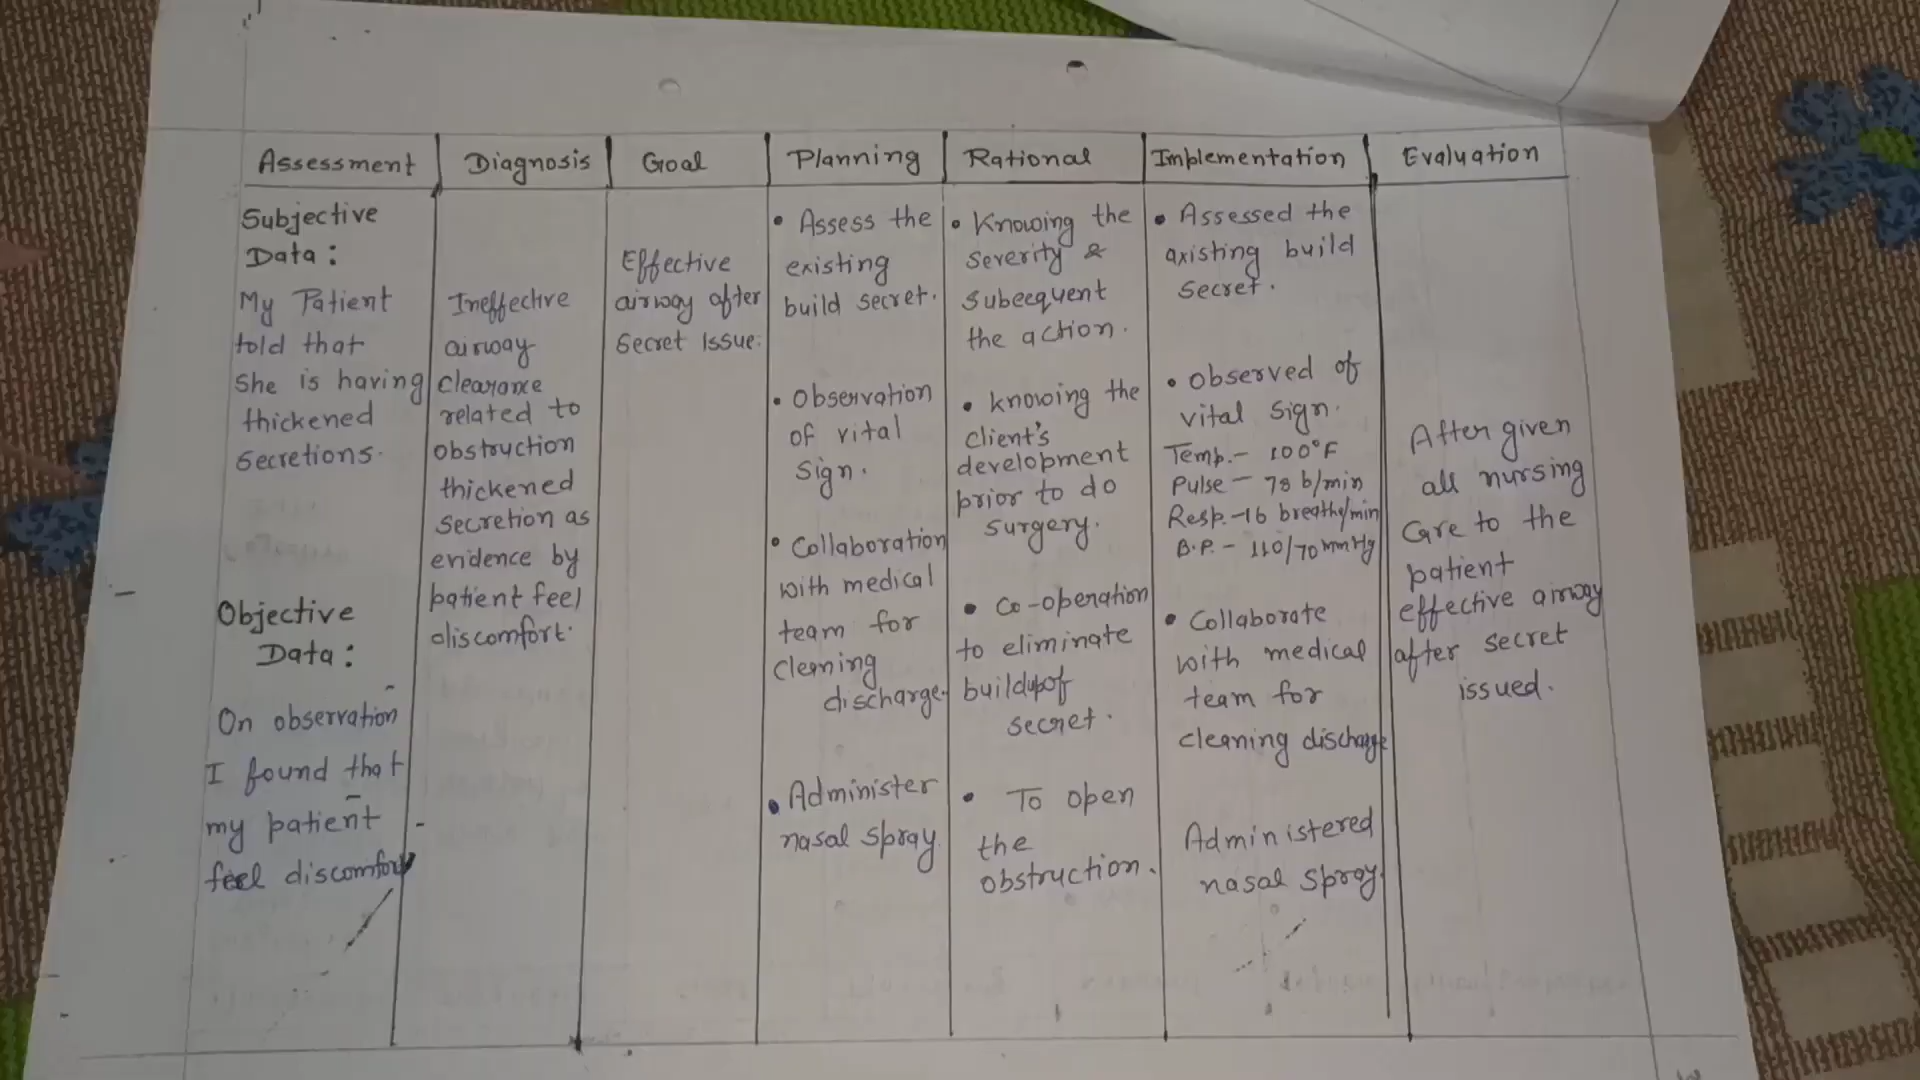 Assessment
Diagnosis
Goal
Planning
Rational
Implementation
Evaluation
Subjective
Data:
My Patient
told that
she is having
thickened
secretions.
Objective
Data:
On observation
I found that
my patient
feel discomfort
Ineffective
airway
clearance
related to
obstruction
thickened
secretion as
evidence by
patient feel
discomfort.
Effective
airway after
secret issue.
• Assess the
existing
build secret.
• Observation
of vital
sign.
• Collaboration
with medical
team for
cleaning
discharge.
• Administer
nasal spray.
• Knowing the
severity &
subeequent
the action.
• knowing the
client's
development
prior to do
surgery.
• Co-operation
to eliminate
buildup of
secret.
• To open
the
obstruction.
• Assessed the
axisting build
secret.
• Observed of
vital sign.
Temp.- 100°F
Pulse - 78 b/min
Resp.-16 breathe/min
B.P. - 110/70 mmHg
• Collaborate
with medical
team for
cleaning discharge
Administered
nasal spray.
After given
all nursing
care to the
patient
effective airway
after secret
issued.